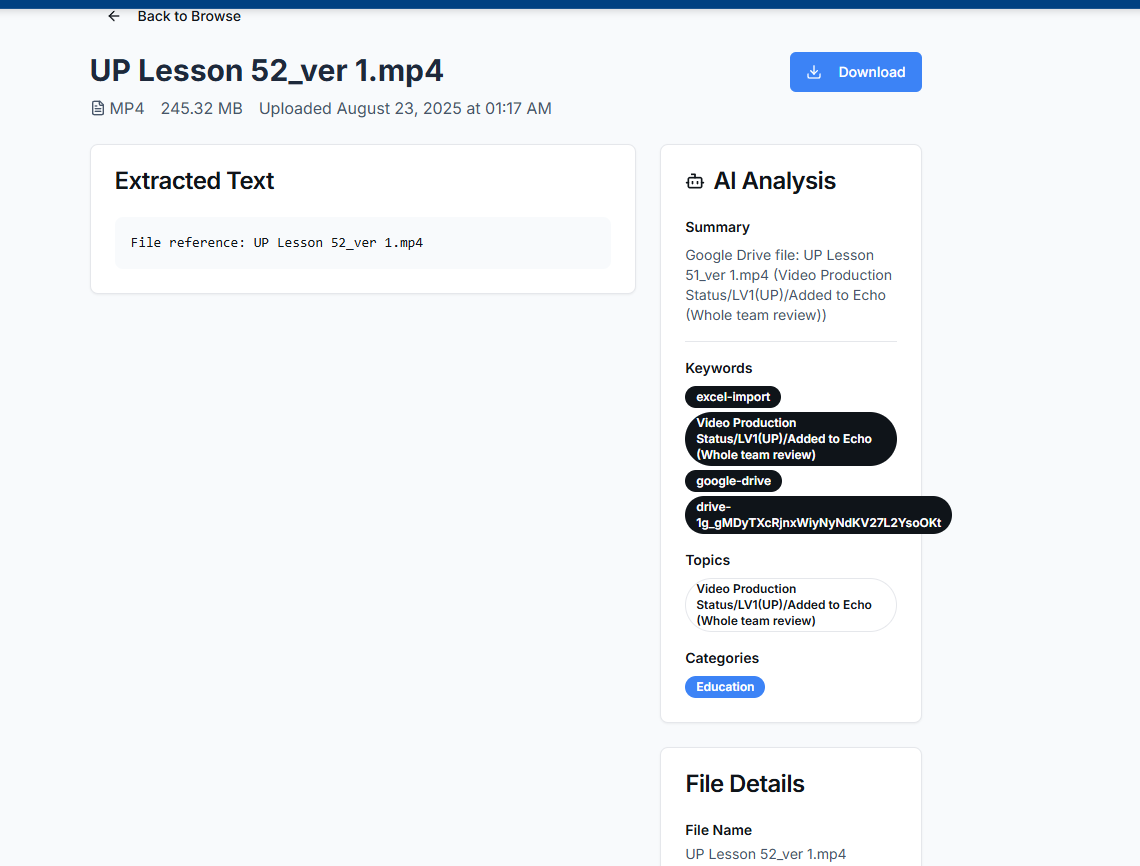 Back to Browse
UP Lesson 52_ver 1.mp4
Download
MP4 245.32 MB Uploaded August 23, 2025 at 01:17 AM
Extracted Text
File reference: UP Lesson 52_ver 1.mp4
AI Analysis
Summary
Google Drive file: UP Lesson
51_ver 1.mp4 (Video Production
Status/LV1(UP)/Added to Echo
(Whole team review))
Keywords
excel-import
Video Production
Status/LV1(UP)/Added to Echo
(Whole team review)
google-drive
drive-
1g_gMDyTXcRjnxWiyNyNdKV27L2YsoOKt
Topics
Video Production
Status/LV1(UP)/Added to Echo
(Whole team review)
Categories
Education
File Details
File Name
UP Lesson 52_ver 1.mp4